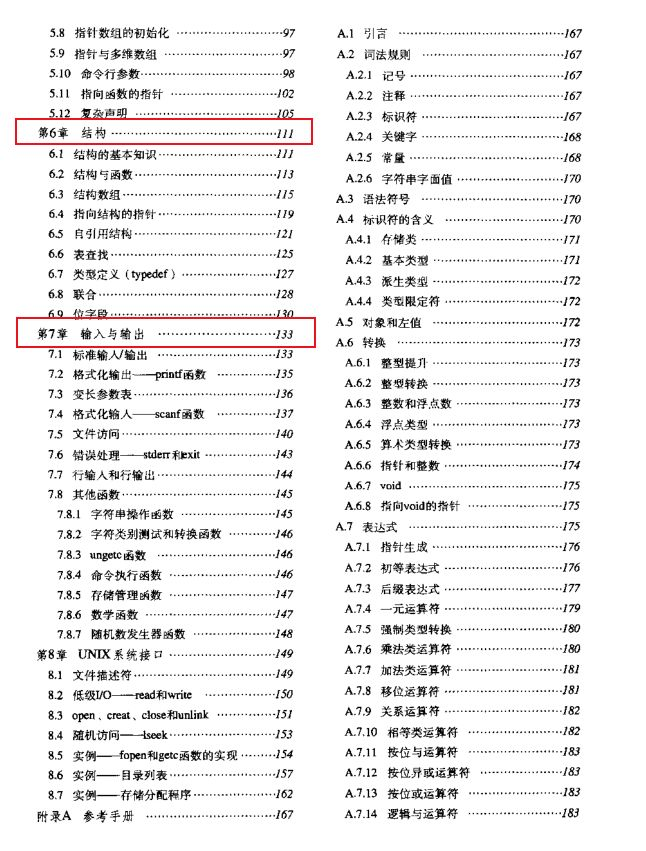 5.8 指针数组的初始化 ························97
5.9 指针与多维数组 ························97
5.10 命令行参数························98
5.11 指向函数的指针 ························102
5.12 复杂声明 ························105
第6章 结构························111
6.1 结构的基本知识························111
6.2 结构与函数························113
6.3 结构数组························115
6.4 指向结构的指针························119
6.5 自引用结构························121
6.6 表查找························125
6.7 类型定义（typedef）························127
6.8 联合························128
6.9 位字段························130
第7章 输入与输出 ························133
7.1 标准输入/输出 ························133
7.2 格式化输出——printf函数 ························135
7.3 变长参数表························136
7.4 格式化输入——scanf函数 ························137
7.5 文件访问························140
7.6 错误处理——stderr和exit ························143
7.7 行输入和行输出························144
7.8 其他函数························145
7.8.1 字符串操作函数 ························145
7.8.2 字符类别测试和转换函数 ························146
7.8.3 ungetc函数 ························146
7.8.4 命令执行函数 ························146
7.8.5 存储管理函数 ························147
7.8.6 数学函数 ························147
7.8.7 随机数发生器函数 ························148
第8章 UNIX系统接口 ························149
8.1 文件描述符························149
8.2 低级I/O——read和write ························150
8.3 open、creat、close和unlink ························151
8.4 随机访问——lseek························153
8.5 实例——fopen和getc函数的实现 ························154
8.6 实例——目录列表························157
8.7 实例——存储分配程序························162
附录A 参考手册 ························167
A.1 引言 ························167
A.2 词法规则 ························167
A.2.1 记号························167
A.2.2 注释························167
A.2.3 标识符························167
A.2.4 关键字························168
A.2.5 常量························168
A.2.6 字符串字面值························170
A.3 语法符号 ························170
A.4 标识符的含义 ························170
A.4.1 存储类························171
A.4.2 基本类型························171
A.4.3 派生类型························172
A.4.4 类型限定符························172
A.5 对象和左值 ························172
A.6 转换 ························173
A.6.1 整型提升························173
A.6.2 整型转换························173
A.6.3 整数和浮点数························173
A.6.4 浮点类型························173
A.6.5 算术类型转换························173
A.6.6 指针和整数························174
A.6.7 void························175
A.6.8 指向void的指针························175
A.7 表达式 ························175
A.7.1 指针生成························176
A.7.2 初等表达式························176
A.7.3 后缀表达式························177
A.7.4 一元运算符························179
A.7.5 强制类型转换························180
A.7.6 乘法类运算符························180
A.7.7 加法类运算符························181
A.7.8 移位运算符························181
A.7.9 关系运算符························182
A.7.10 相等类运算符························182
A.7.11 按位与运算符························183
A.7.12 按位异或运算符························183
A.7.13 按位或运算符························183
A.7.14 逻辑与运算符························183